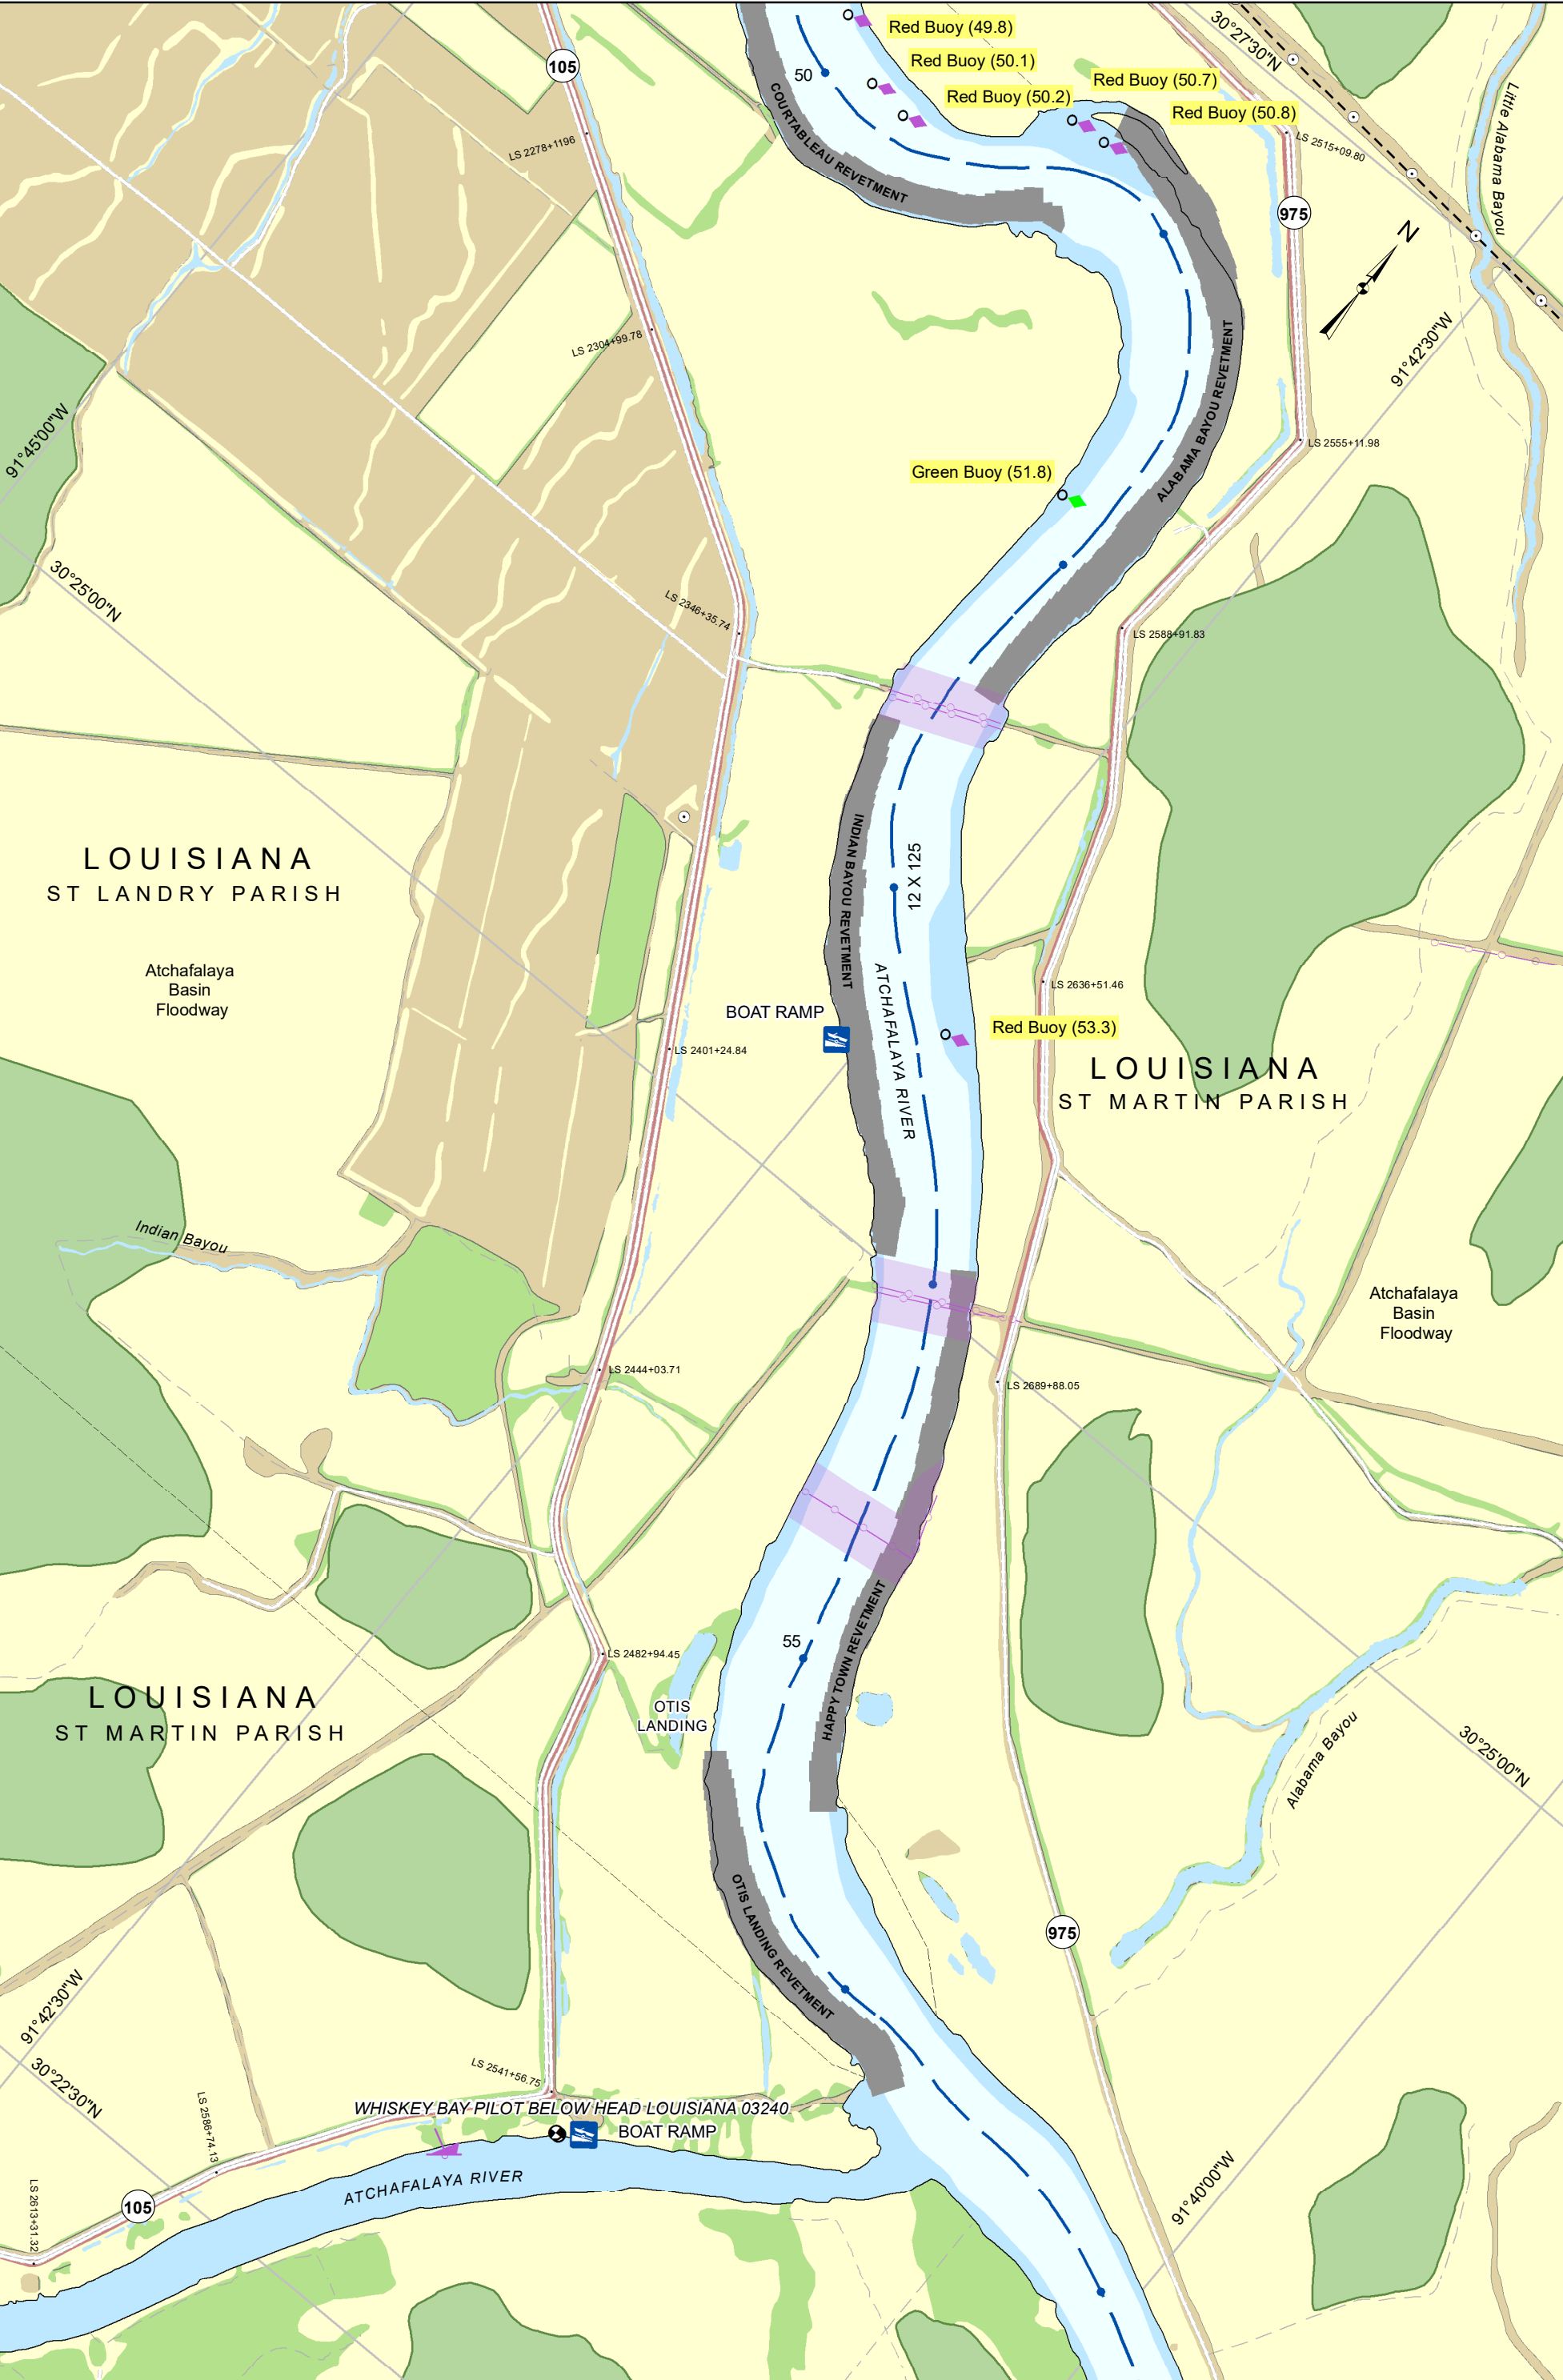 Red Buoy (49.8)
30°27'30"N
105
50
Red Buoy (50.1)
Red Buoy (50.7)
Red Buoy (50.2)
Red Buoy (50.8)
Little Alabama Bayou
COURTABLEAU REVETMENT
LS 2278+1196
LS 2515+09.80
975
N
LS 2304+99.78
91°42'30"W
ALABAMA BAYOU REVETMENT
91°45'00"W
LS 2555+11.98
Green Buoy (51.8)
30°25'00"N
LS 2346+35.74
LS 2588+91.83
LOUISIANA
ST LANDRY PARISH
INDIAN BAYOU REVETMENT
12 X 125
Atchafalaya
Basin
Floodway
LS 2636+51.46
BOAT RAMP
ATCHAFALAYA RIVER
Red Buoy (53.3)
LS 2401+24.84
LOUISIANA
ST MARTIN PARISH
Indian Bayou
Atchafalaya
Basin
Floodway
LS 2444+03.71
LS 2689+88.05
55
LS 2482+94.45
HAPPYTOWN REVETMENT
LOUISIANA
ST MARTIN PARISH
OTIS
LANDING
Alabama Bayou
30°25'00"N
OTIS LANDING REVETMENT
975
91°42'30"W
30°22'30"N
LS 2541+56.75
WHISKEY BAY PILOT BELOW HEAD LOUISIANA 03240
BOAT RAMP
LS 2586+74.13
ATCHAFALAYA RIVER
91°40'00"W
105
LS 2613+31.32